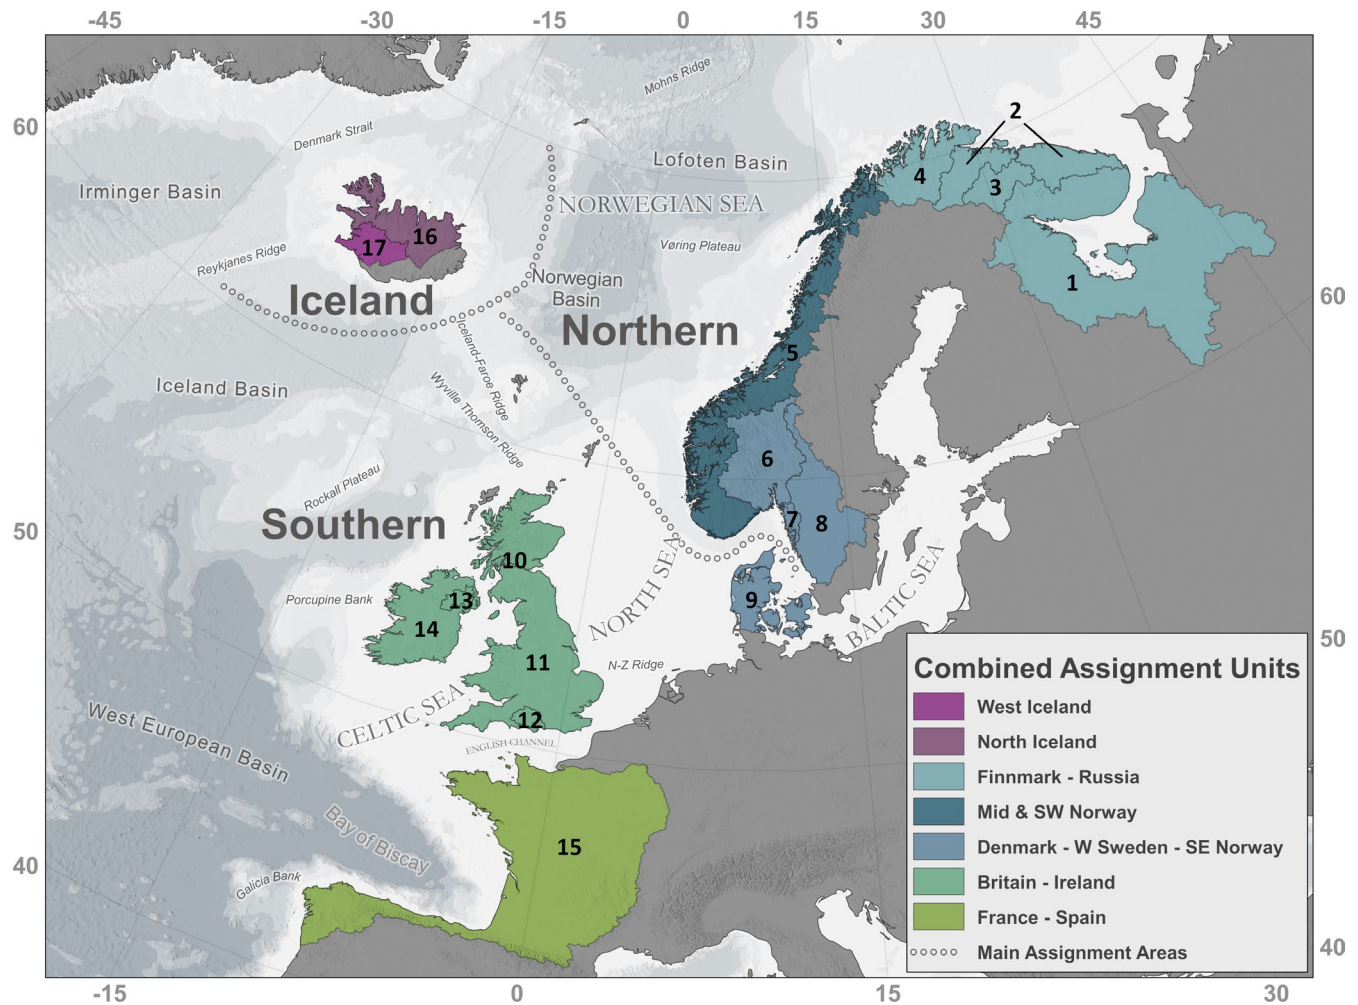 -45
-30
-15
0
15
30
45
60
50
40
60
50
40
-15
0
15
30
Mohns Ridge
Denmark Strait
Lofoten Basin
Irminger Basin
NORWEGIAN SEA
Vøring Plateau
Reykjanes Ridge
Norwegian
Basin
Iceland
Northern
Iceland-Faroe Ridge
Iceland Basin
Wyville Thomson Ridge
Rockall Plateau
Southern
NORTH SEA
BALTIC SEA
Porcupine Bank
N-Z Ridge
CELTIC SEA
ENGLISH CHANNEL
West European Basin
Bay of Biscay
Galicia Bank
2
4
3
1
16
17
5
6
7
8
9
10
13
14
11
12
15
Combined Assignment Units
West Iceland
North Iceland
Finnmark - Russia
Mid & SW Norway
Denmark - W Sweden - SE Norway
Britain - Ireland
France - Spain
Main Assignment Areas